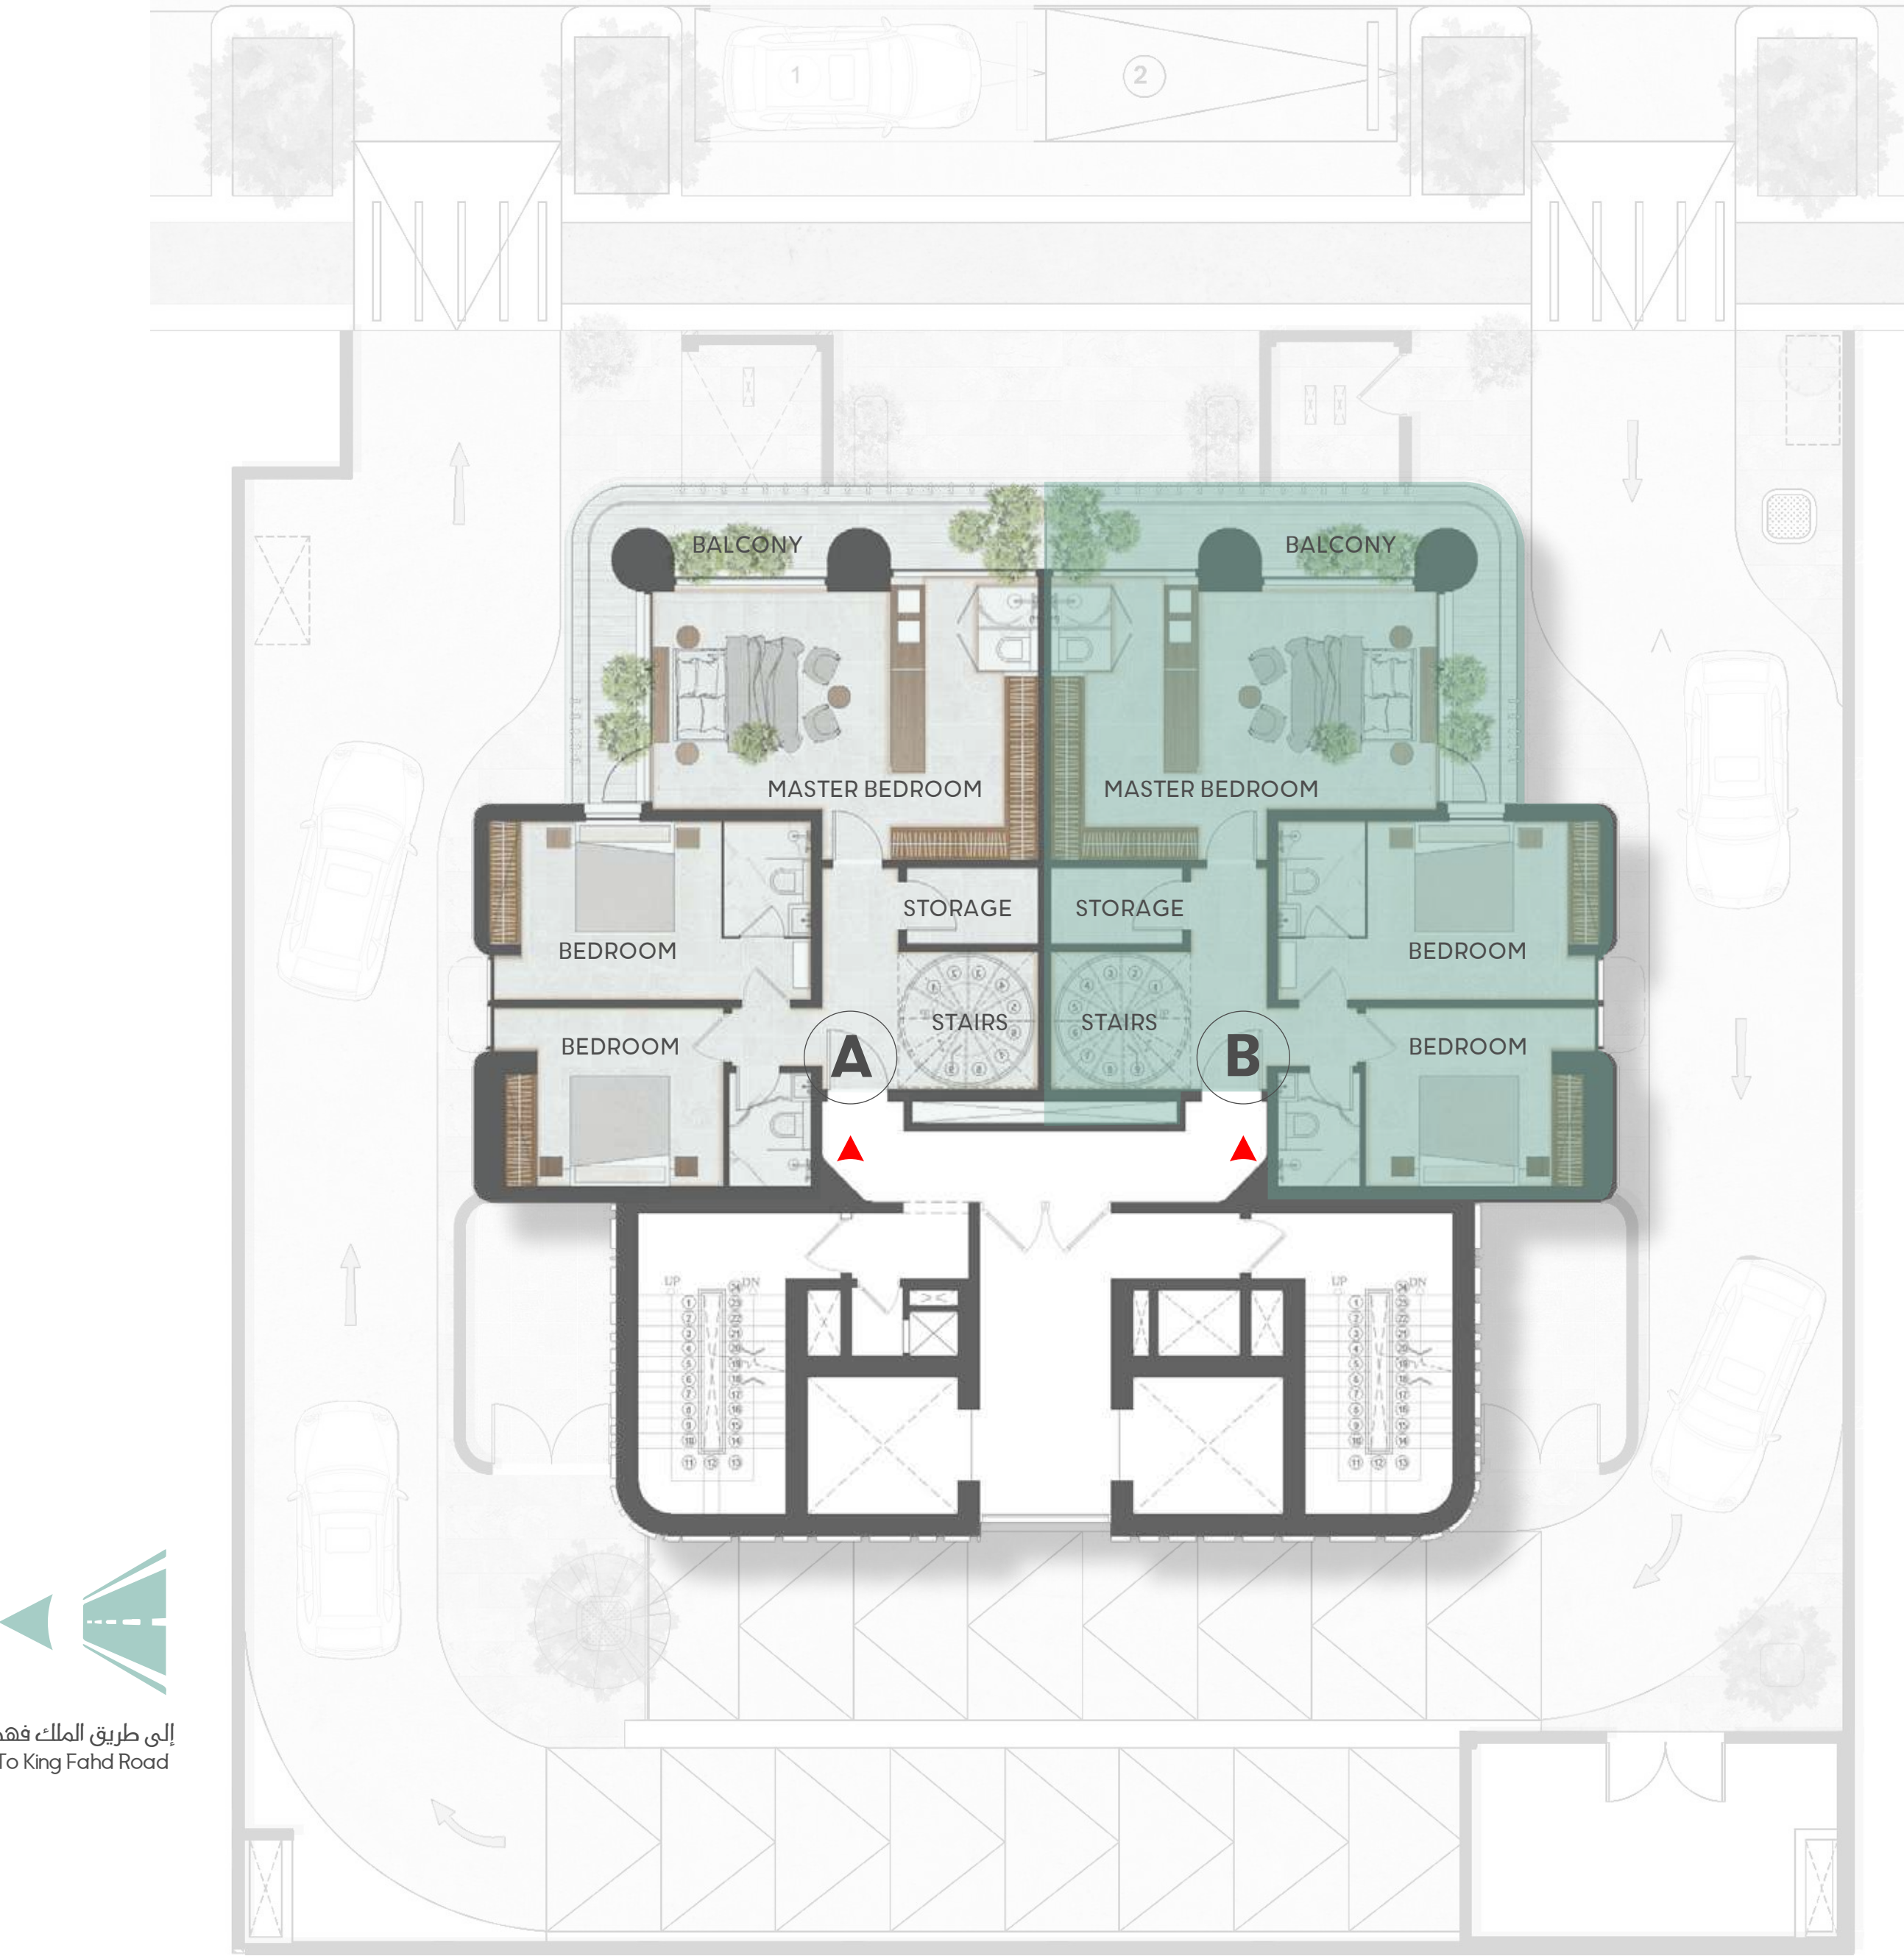 1
2
BALCONY
BALCONY
MASTER BEDROOM
MASTER BEDROOM
STORAGE
STORAGE
BEDROOM
BEDROOM
STAIRS
STAIRS
BEDROOM
BEDROOM
A
B
UP
DN
UP
DN
إلى طريق الملك فهد
To King Fahd Road